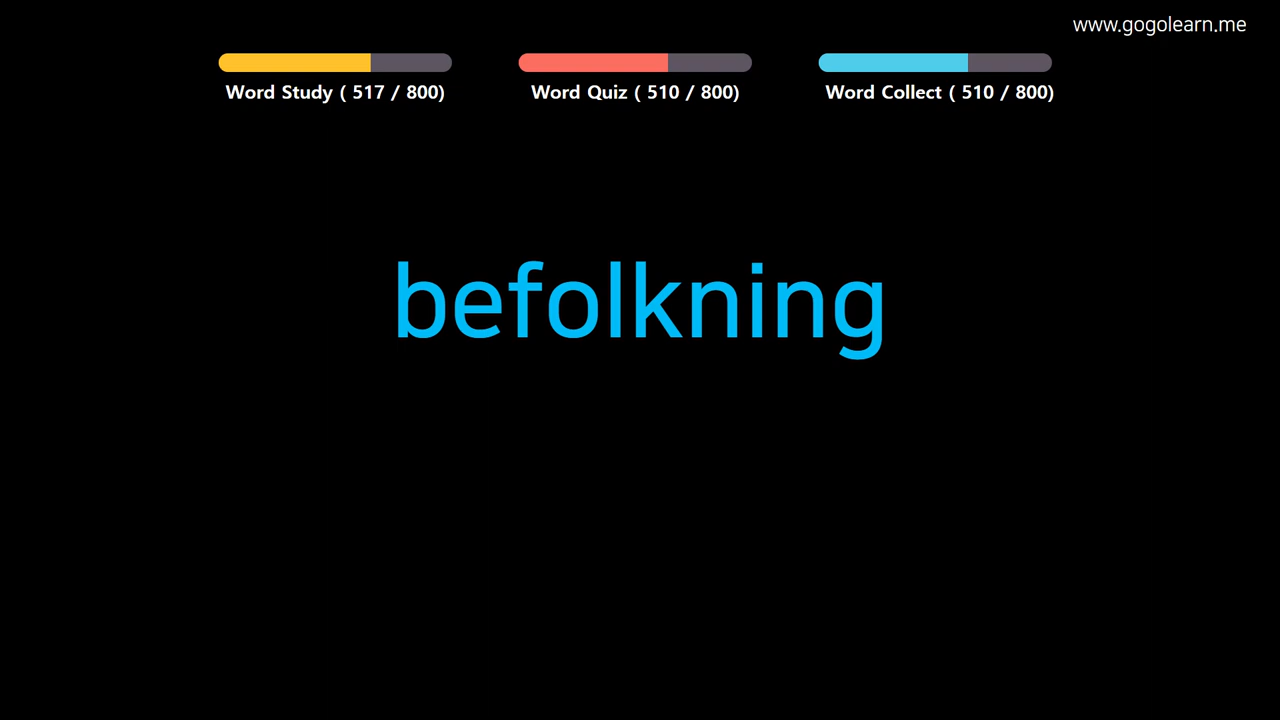 www.gogolearn.me
Word Study ( 517 / 800)
Word Quiz ( 510 / 800)
Word Collect ( 510 / 800)
befolkning